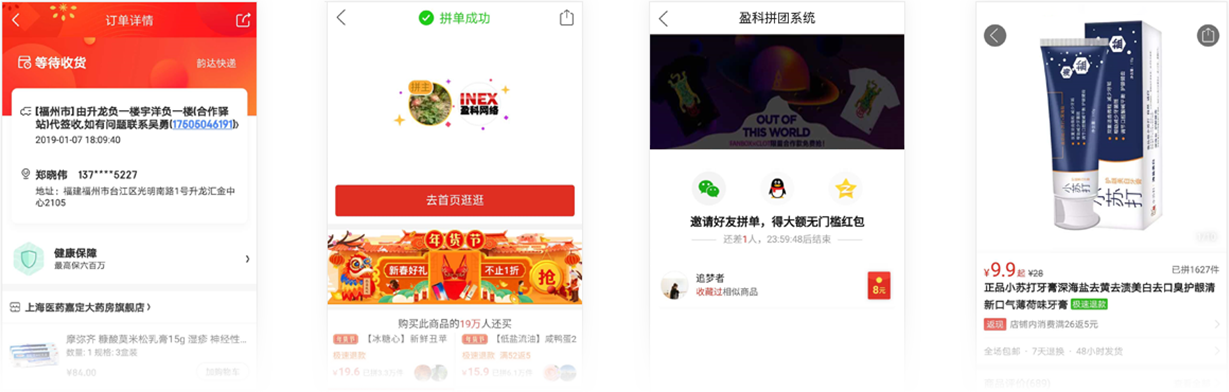 订单详情
等待收货
韵达快递
[福州市]由升龙负一楼宇洋负一楼(合作驿
站)代签收,如有问题联系吴勇(17605046191)
2019-01-07 18:09:40
郑晓伟 137****5227
地址：福建福州市台江区光明南路1号升龙汇金中
心2105
健康保障
最高保六百万
上海医药嘉定大药房旗舰店
摩弥齐 糠酸莫米松乳膏15g 湿疹 神经性...
数量: 1 规格: 3盒装
¥84.00
加购物车
拼单成功
拼主
INEX
盈科网络
去首页逛逛
年货节
新春好礼
不止1折
抢
购买此商品的19万人还买
年货节
【冰糖心】新鲜丑苹
极速退款
¥19.6
年货节
【低盐流油】咸鸭蛋2
极速退款 满52返5
¥15.9
盈科拼团系统
OUT OF
THIS WORLD
邀请好友拼单，得大额无门槛红包
还差1人，23:59:48后结束
追梦者
收藏过相似商品
8元
海盐
小苏打
¥9.9起 ¥28
已拼1627件
正品小苏打牙膏深海盐去黄去渍美白去口臭护眼清
新口气薄荷味牙膏 极速退款
返现 店铺内消费满26返5元
全场包邮 · 7天退换 · 48小时发货